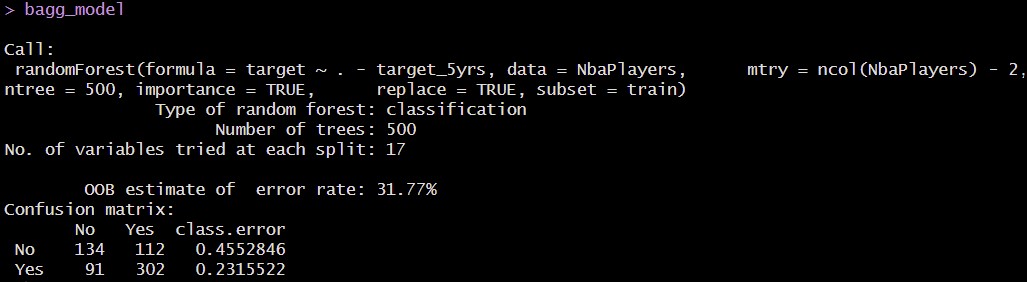 > bagg_model
Call:
 randomForest(formula = target ~ . - target_5yrs, data = NbaPlayers,      mtry = ncol(NbaPlayers) - 2,
ntree = 500, importance = TRUE,      replace = TRUE, subset = train)
               Type of random forest: classification
                     Number of trees: 500
No. of variables tried at each split: 17
        OOB estimate of  error rate: 31.77%
Confusion matrix:
     No  Yes  class.error
No  134  112  0.4552846
Yes  91  302  0.2315522